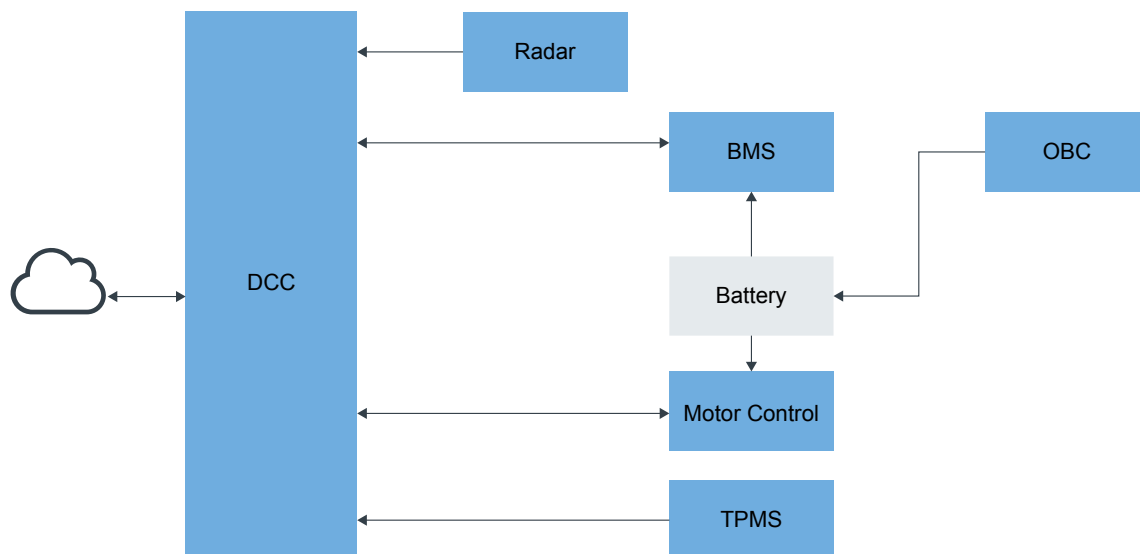 Radar
BMS
OBC
DCC
Battery
Motor Control
TPMS